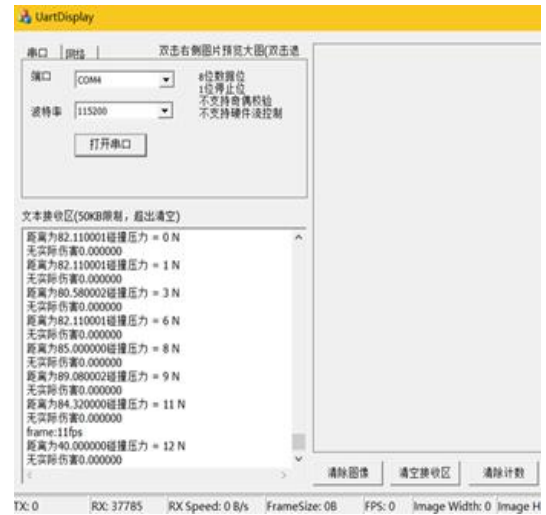 UartDisplay
串口 网络 双击右侧图片预览大图(双击退
端口 COM4 8位数据位
1位停止位
波特率 115200 不支持奇偶校验
不支持硬件流控制
打开串口
文本接收区(50KB限制，超出清空)
距离为82.110001碰撞压力 = 0 N
无实际伤害0.000000
距离为82.110001碰撞压力 = 1 N
无实际伤害0.000000
距离为80.580002碰撞压力 = 3 N
无实际伤害0.000000
距离为82.110001碰撞压力 = 6 N
无实际伤害0.000000
距离为85.000000碰撞压力 = 8 N
无实际伤害0.000000
距离为89.080002碰撞压力 = 9 N
无实际伤害0.000000
距离为84.320000碰撞压力 = 11 N
无实际伤害0.000000
frame:11fps
距离为40.000000碰撞压力 = 12 N
无实际伤害0.000000
清除图像 清空接收区 清除计数
TX: 0 RX: 37785 RX Speed: 0 B/s FrameSize: 0B FPS: 0 Image Width: 0 Image H